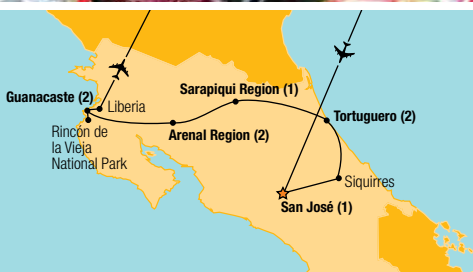 Sarapiqui Region (1)
Guanacaste (2)
Liberia
Tortuguero (2)
Rincón de
la Vieja
National Park
Arenal Region (2)
Siquirres
San José (1)